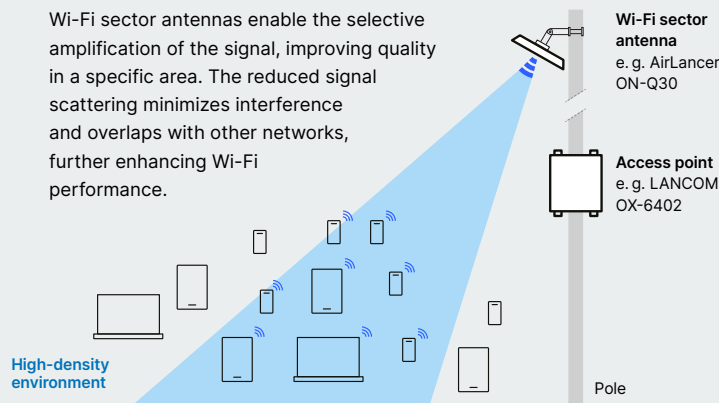 Wi-Fi sector antennas enable the selective
amplification of the signal, improving quality
in a specific area. The reduced signal
scattering minimizes interference
and overlaps with other networks,
further enhancing Wi-Fi
performance.
Wi-Fi sector
antenna
e. g. AirLancer
ON-Q30
Access point
e. g. LANCOM
OX-6402
High-density
environment
Pole